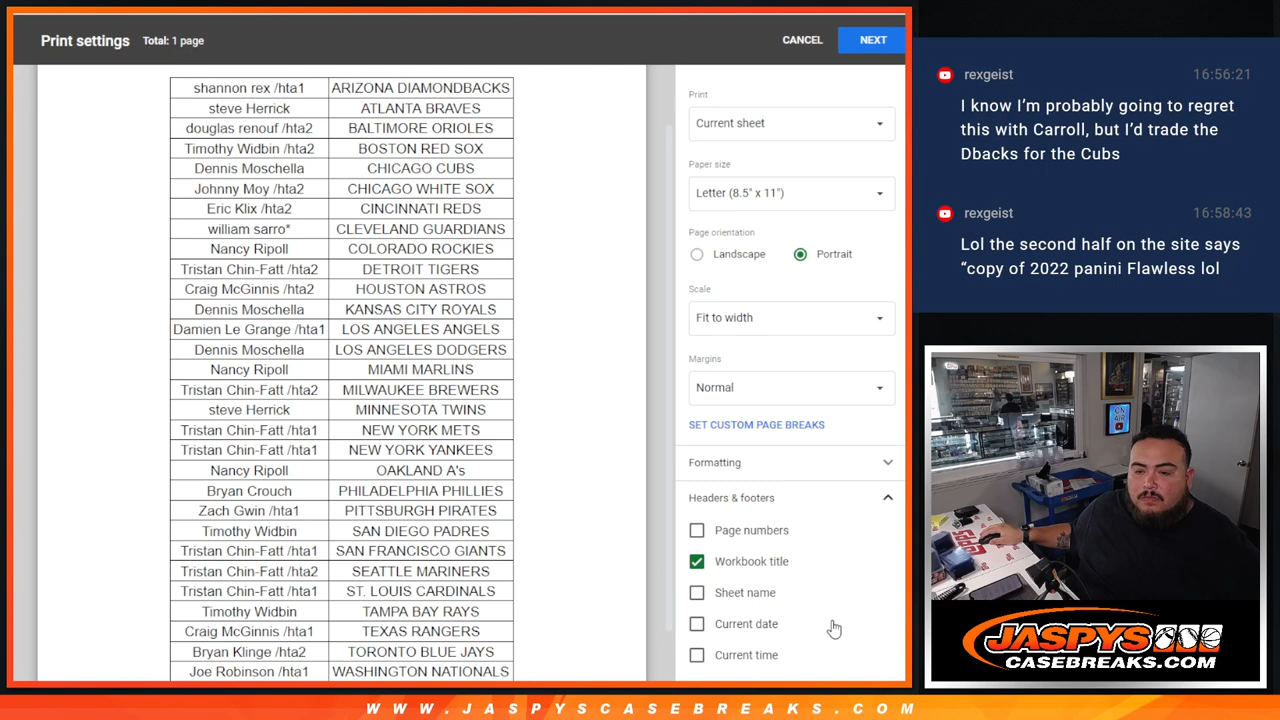 Print settings Total: 1 page CANCEL NEXT
shannon rex /hta1 ARIZONA DIAMONDBACKS
steve Herrick ATLANTA BRAVES
douglas renouf /hta2 BALTIMORE ORIOLES
Timothy Widbin /hta2 BOSTON RED SOX
Dennis Moschella CHICAGO CUBS
Johnny Moy /hta2 CHICAGO WHITE SOX
Eric Klix /hta2 CINCINNATI REDS
william sarro* CLEVELAND GUARDIANS
Nancy Ripoll COLORADO ROCKIES
Tristan Chin-Fatt /hta2 DETROIT TIGERS
Craig McGinnis /hta2 HOUSTON ASTROS
Dennis Moschella KANSAS CITY ROYALS
Damien Le Grange /hta1 LOS ANGELES ANGELS
Dennis Moschella LOS ANGELES DODGERS
Nancy Ripoll MIAMI MARLINS
Tristan Chin-Fatt /hta2 MILWAUKEE BREWERS
steve Herrick MINNESOTA TWINS
Tristan Chin-Fatt /hta1 NEW YORK METS
Tristan Chin-Fatt /hta1 NEW YORK YANKEES
Nancy Ripoll OAKLAND A's
Bryan Crouch PHILADELPHIA PHILLIES
Zach Gwin /hta1 PITTSBURGH PIRATES
Timothy Widbin SAN DIEGO PADRES
Tristan Chin-Fatt /hta1 SAN FRANCISCO GIANTS
Tristan Chin-Fatt /hta2 SEATTLE MARINERS
Tristan Chin-Fatt /hta1 ST. LOUIS CARDINALS
Timothy Widbin TAMPA BAY RAYS
Craig McGinnis /hta1 TEXAS RANGERS
Bryan Klinge /hta2 TORONTO BLUE JAYS
Joe Robinson /hta1 WASHINGTON NATIONALS
Print
Current sheet
Paper size
Letter (8.5" x 11")
Page orientation
Landscape Portrait
Scale
Fit to width
Margins
Normal
SET CUSTOM PAGE BREAKS
Formatting
Headers & footers
Page numbers
Workbook title
Sheet name
Current date
Current time
rexgeist 16:56:21
I know I'm probably going to regret
this with Carroll, but I'd trade the
Dbacks for the Cubs
rexgeist 16:58:43
Lol the second half on the site says
“copy of 2022 panini Flawless lol
ON
AIR
JASPYS
CASEBREAKS.COM
WWW.JASPYSCASEBREAKS.COM